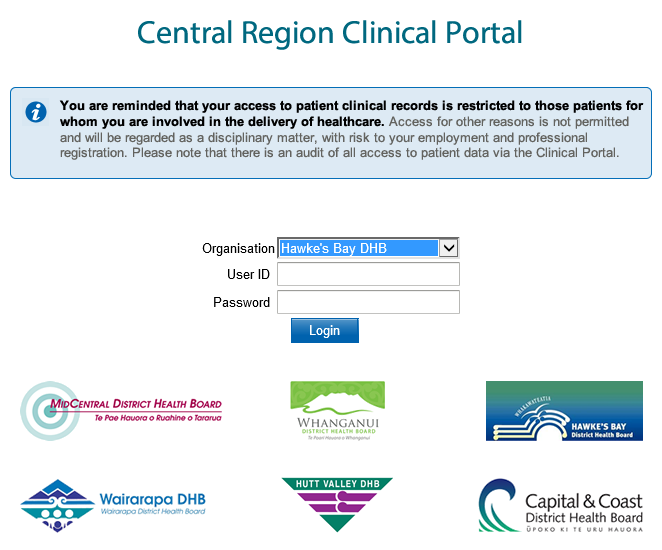 Central Region Clinical Portal
You are reminded that your access to patient clinical records is restricted to those patients for
whom you are involved in the delivery of healthcare. Access for other reasons is not permitted
and will be regarded as a disciplinary matter, with risk to your employment and professional
registration. Please note that there is an audit of all access to patient data via the Clinical Portal.
Organisation Hawke's Bay DHB
User ID
Password
Login
MIDCENTRAL DISTRICT HEALTH BOARD
Te Pae Hauora o Ruahine o Tararua
WHANGANUI
DISTRICT HEALTH BOARD
Te Poari Hauora o Whanganui
WHAKAWATEATIA
HAWKE'S BAY
District Health Board
Wairarapa DHB
Wairarapa District Health Board
HUTT VALLEY DHB
Capital & Coast
District Health Board
ŪPOKO KI TE URU HAUORA